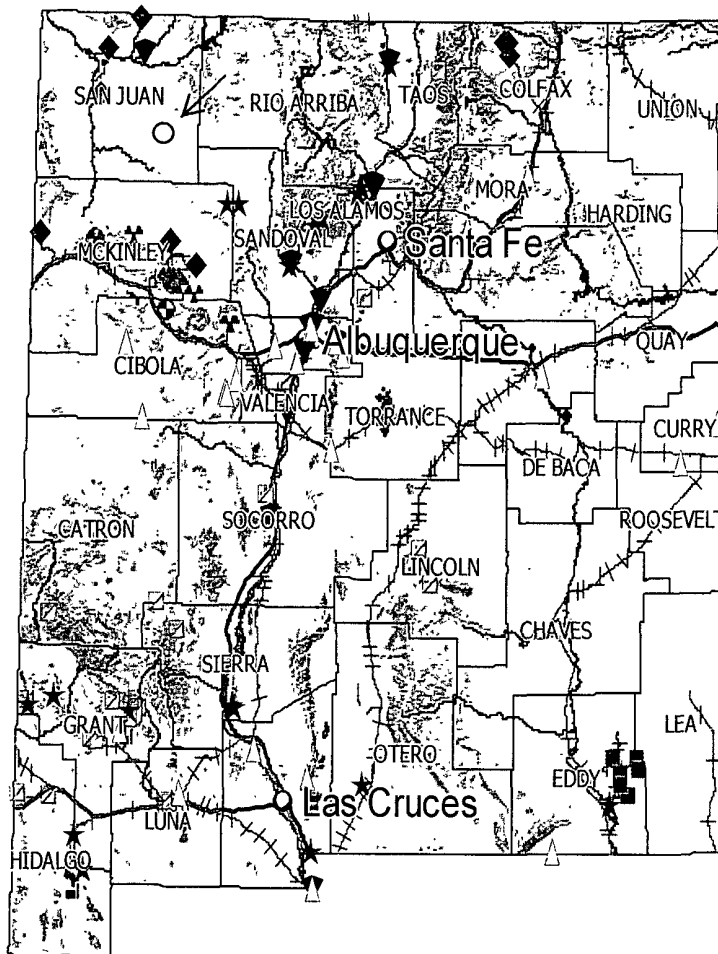 SAN JUAN
RIO ARRIBA
TAOS
COLFAX
UNION
MORA
LOS ALAMOS
HARDING
SANDOVAL
MCKINLEY
Santa Fe
Albuquerque
QUAY
CIBOLA
VALENCIA
TORRANCE
CURRY
DE BACA
SOCORRO
ROOSEVELT
CATRON
LINCOLN
CHAVES
SIERRA
GRANT
LEA
OTERO
EDDY
Las Cruces
LUNA
HIDALGO